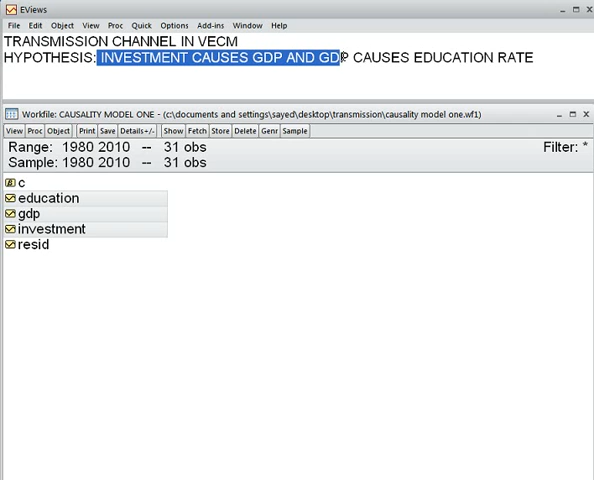 EViews
File Edit Object View Proc Quick Options Add-ins Window Help
TRANSMISSION CHANNEL IN VECM
HYPOTHESIS: INVESTMENT CAUSES GDP AND GDP CAUSES EDUCATION RATE
Workfile: CAUSALITY MODEL ONE - (c:\documents and settings\sayed\desktop\transmission\causality model one.wf1)
View Proc Object Print Save Details+/- Show Fetch Store Delete Genr Sample
Range: 1980 2010 -- 31 obs Filter: *
Sample: 1980 2010 -- 31 obs
c
education
gdp
investment
resid